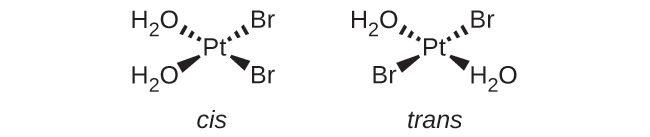 H₂O Br H₂O Br
Pt Pt
H₂O Br Br H₂O
cis trans